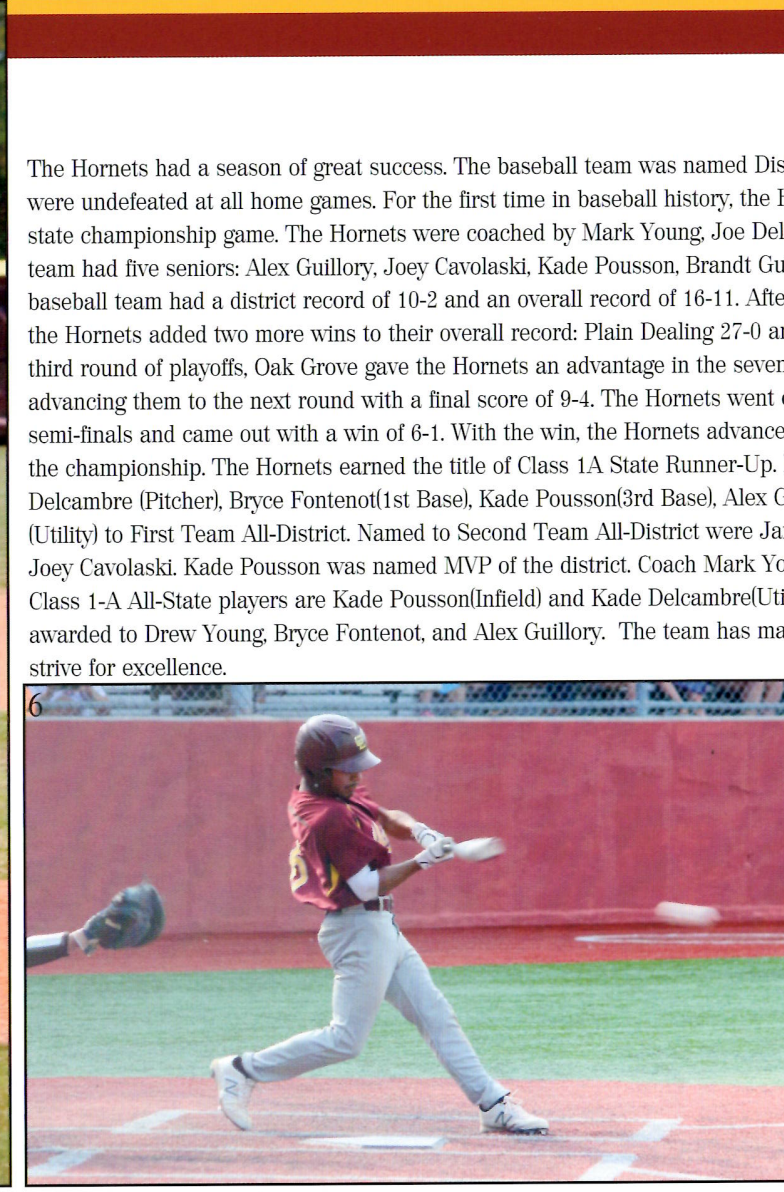 The Hornets had a season of great success. The baseball team was named Dis
were undefeated at all home games. For the first time in baseball history, the H
state championship game. The Hornets were coached by Mark Young, Joe Del
team had five seniors: Alex Guillory, Joey Cavolaski, Kade Pousson, Brandt Gu
baseball team had a district record of 10-2 and an overall record of 16-11. Afte
the Hornets added two more wins to their overall record: Plain Dealing 27-0 an
third round of playoffs, Oak Grove gave the Hornets an advantage in the seven
advancing them to the next round with a final score of 9-4. The Hornets went
semi-finals and came out with a win of 6-1. With the win, the Hornets advance
the championship. The Hornets earned the title of Class 1A State Runner-Up.
Delcambre (Pitcher), Bryce Fontenot(1st Base), Kade Pousson(3rd Base), Alex G
(Utility) to First Team All-District. Named to Second Team All-District were Ja
Joey Cavolaski. Kade Pousson was named MVP of the district. Coach Mark Yo
Class 1-A All-State players are Kade Pousson(Infield) and Kade Delcambre(Uti
awarded to Drew Young, Bryce Fontenot, and Alex Guillory.  The team has ma
strive for excellence.
6